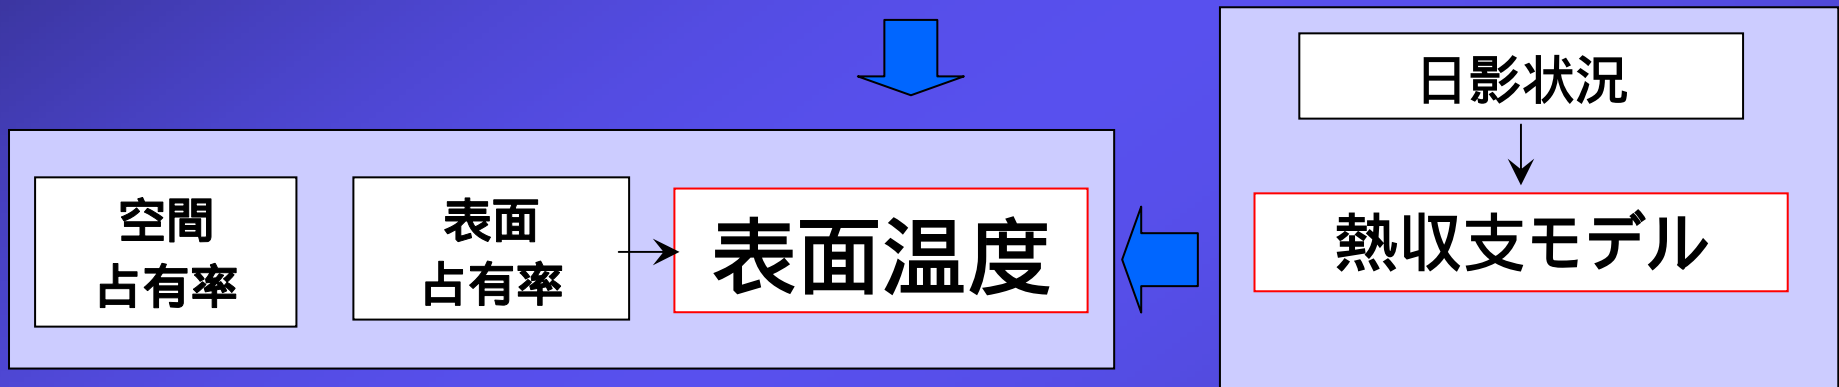 日影状況
空間
占有率
表面
占有率
表面温度
熱収支モデル